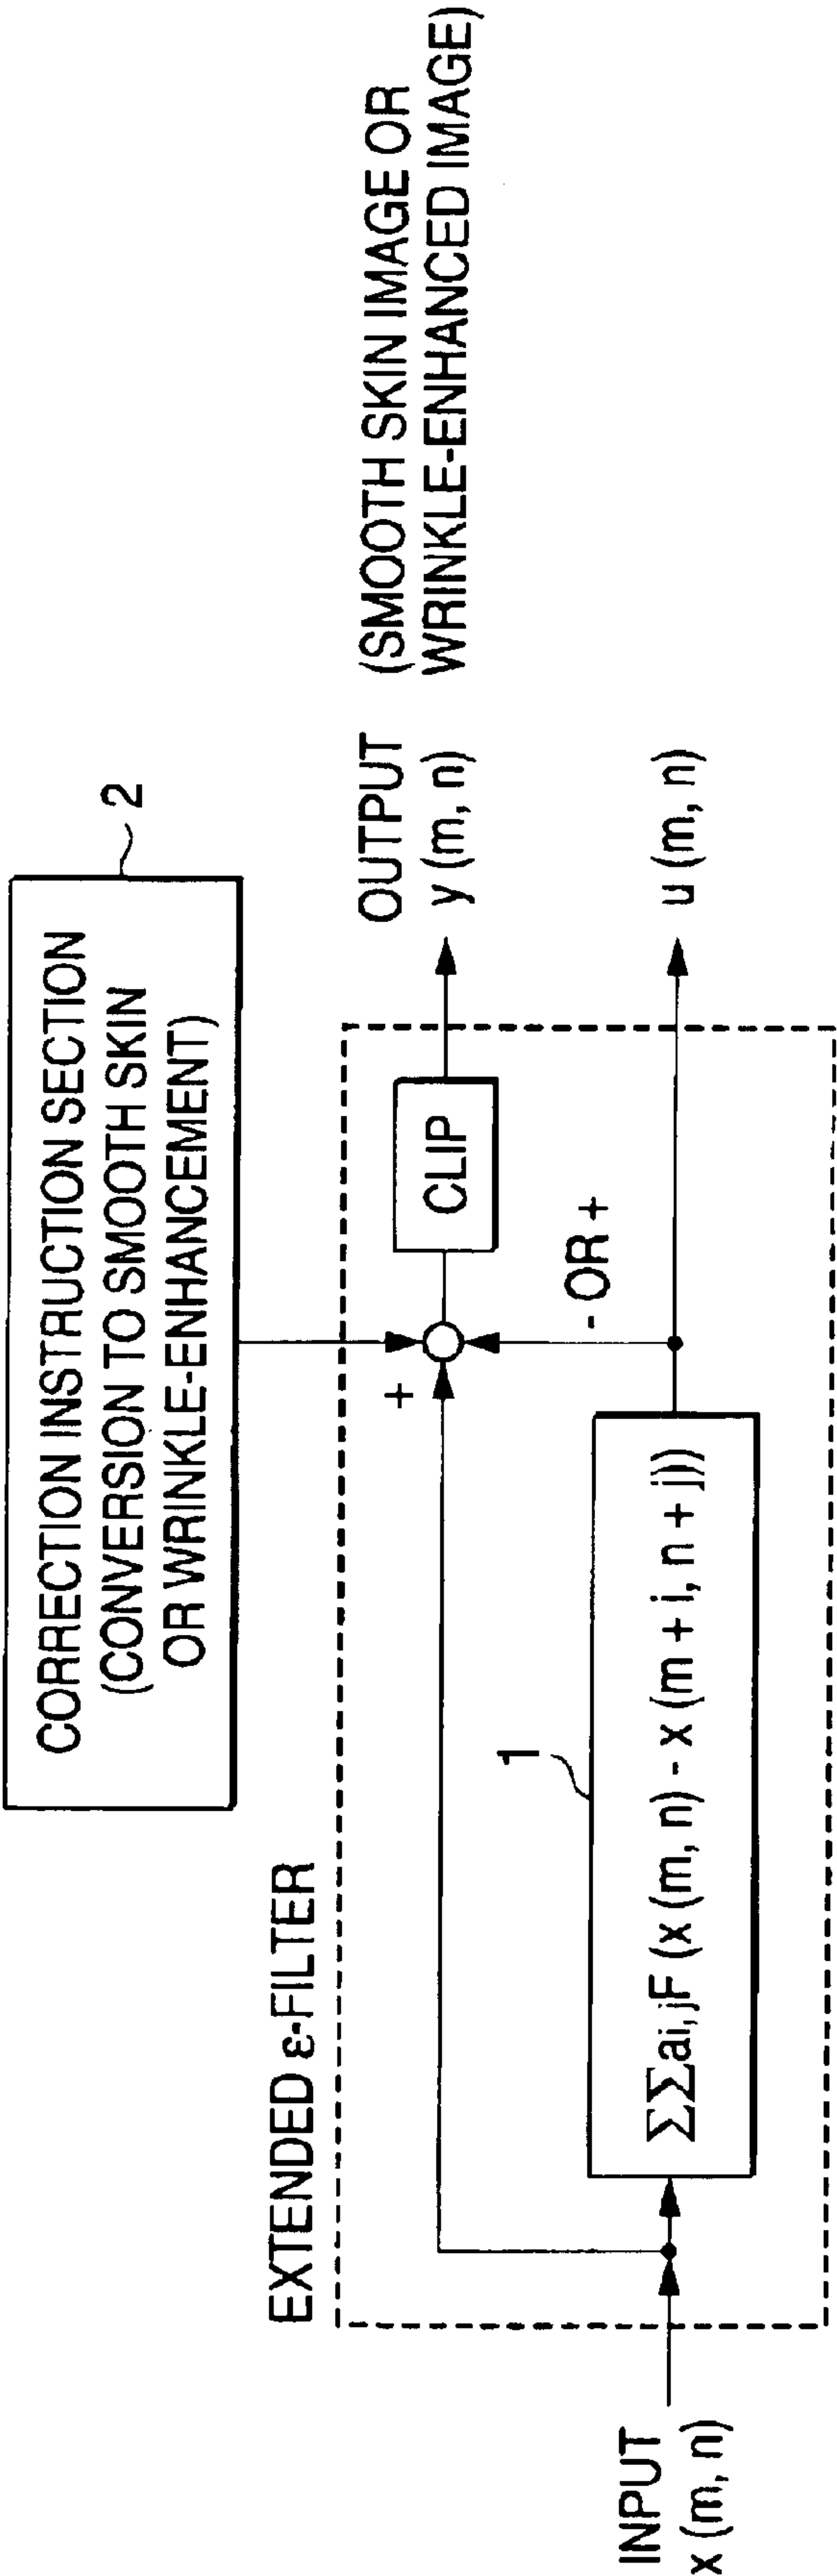 CORRECTION INSTRUCTION SECTION
(CONVERSION TO SMOOTH SKIN
OR WRINKLE-ENHANCEMENT)
2
EXTENDED ε-FILTER
OUTPUT
y (m, n)
(SMOOTH SKIN IMAGE OR
WRINKLE-ENHANCED IMAGE)
CLIP
+
- OR +
1
ΣΣai,jF (x (m, n) - x (m + i, n + j))
u (m, n)
INPUT
x (m, n)